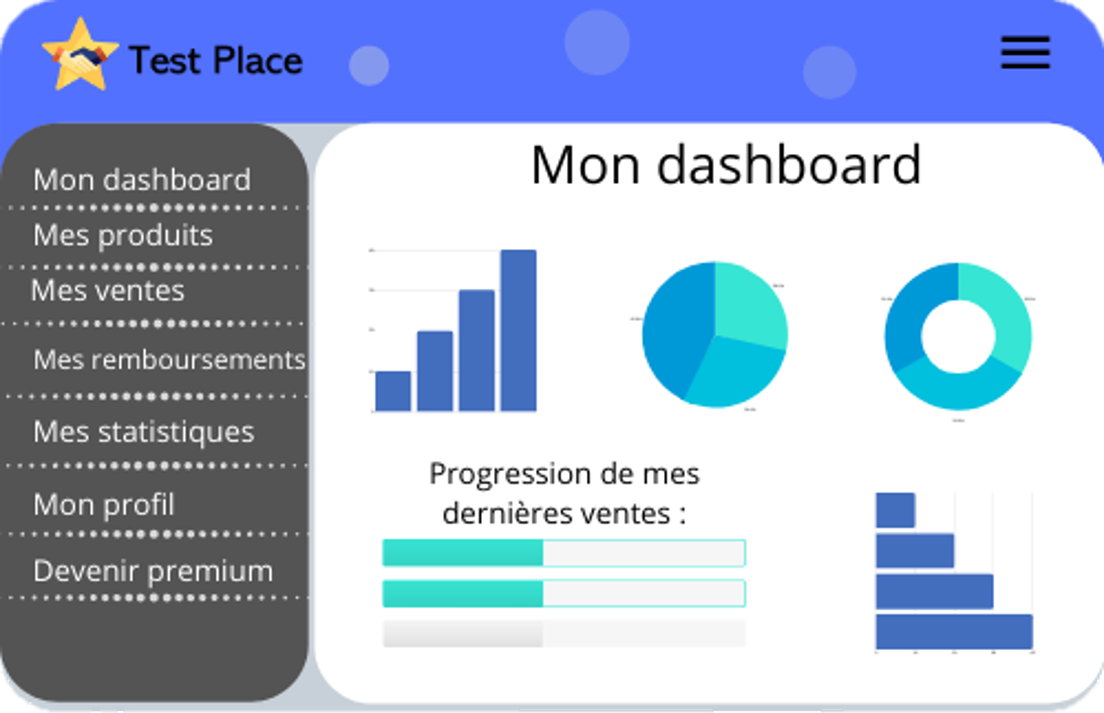 Test Place
Mon dashboard
Mes produits
Mes ventes
Mes remboursements
Mes statistiques
Mon profil
Devenir premium
Mon dashboard
Progression de mes
dernières ventes :